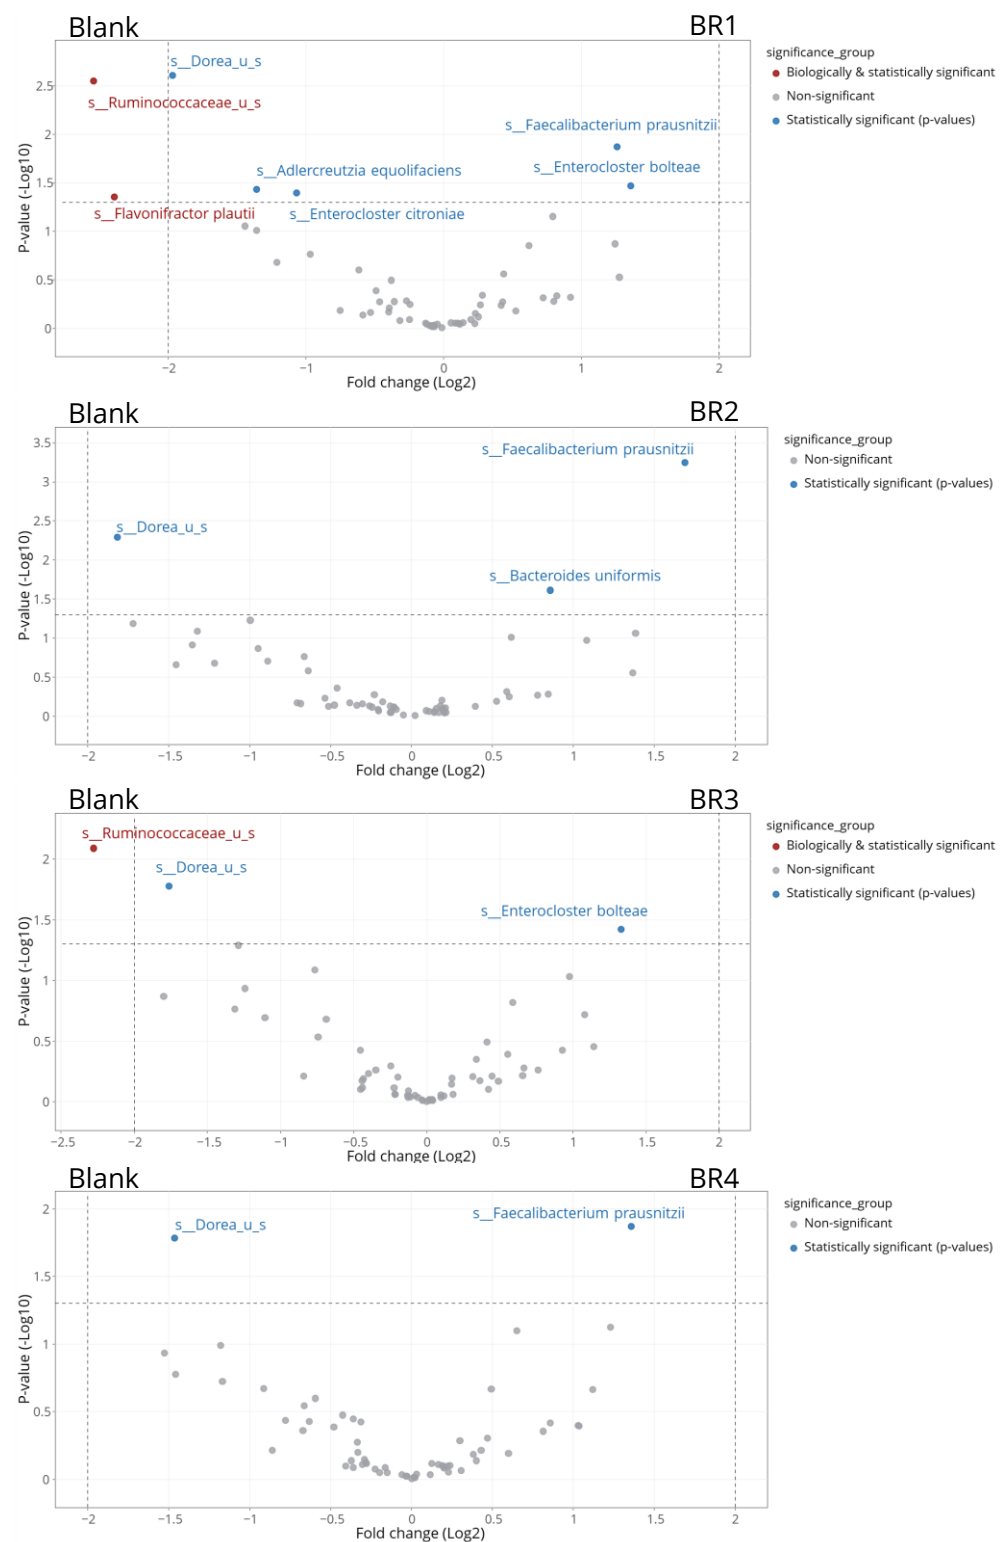 Blank BR1
significance_group
Biologically & statistically significant
Non-significant
Statistically significant (p-values)
s__Dorea_u_s
s__Ruminococcaceae_u_s
s__Faecalibacterium prausnitzii
s__Enterocloster bolteae
s__Adlercreutzia equolifaciens
s__Flavonifractor plautii
s__Enterocloster citroniae
P-value (-Log10)
2.5
2
1.5
1
0.5
0
−2 −1 0 1 2
Fold change (Log2)
Blank BR2
significance_group
Non-significant
Statistically significant (p-values)
s__Faecalibacterium prausnitzii
s__Dorea_u_s
s__Bacteroides uniformis
P-value (-Log10)
3.5
3
2.5
2
1.5
1
0.5
0
−2 −1.5 −1 −0.5 0 0.5 1 1.5 2
Fold change (Log2)
Blank BR3
significance_group
Biologically & statistically significant
Non-significant
Statistically significant (p-values)
s__Ruminococcaceae_u_s
s__Dorea_u_s
s__Enterocloster bolteae
P-value (-Log10)
2
1.5
1
0.5
0
−2.5 −2 −1.5 −1 −0.5 0 0.5 1 1.5 2
Fold change (Log2)
Blank BR4
significance_group
Non-significant
Statistically significant (p-values)
s__Faecalibacterium prausnitzii
s__Dorea_u_s
P-value (-Log10)
2
1.5
1
0.5
0
−2 −1.5 −1 −0.5 0 0.5 1 1.5 2
Fold change (Log2)